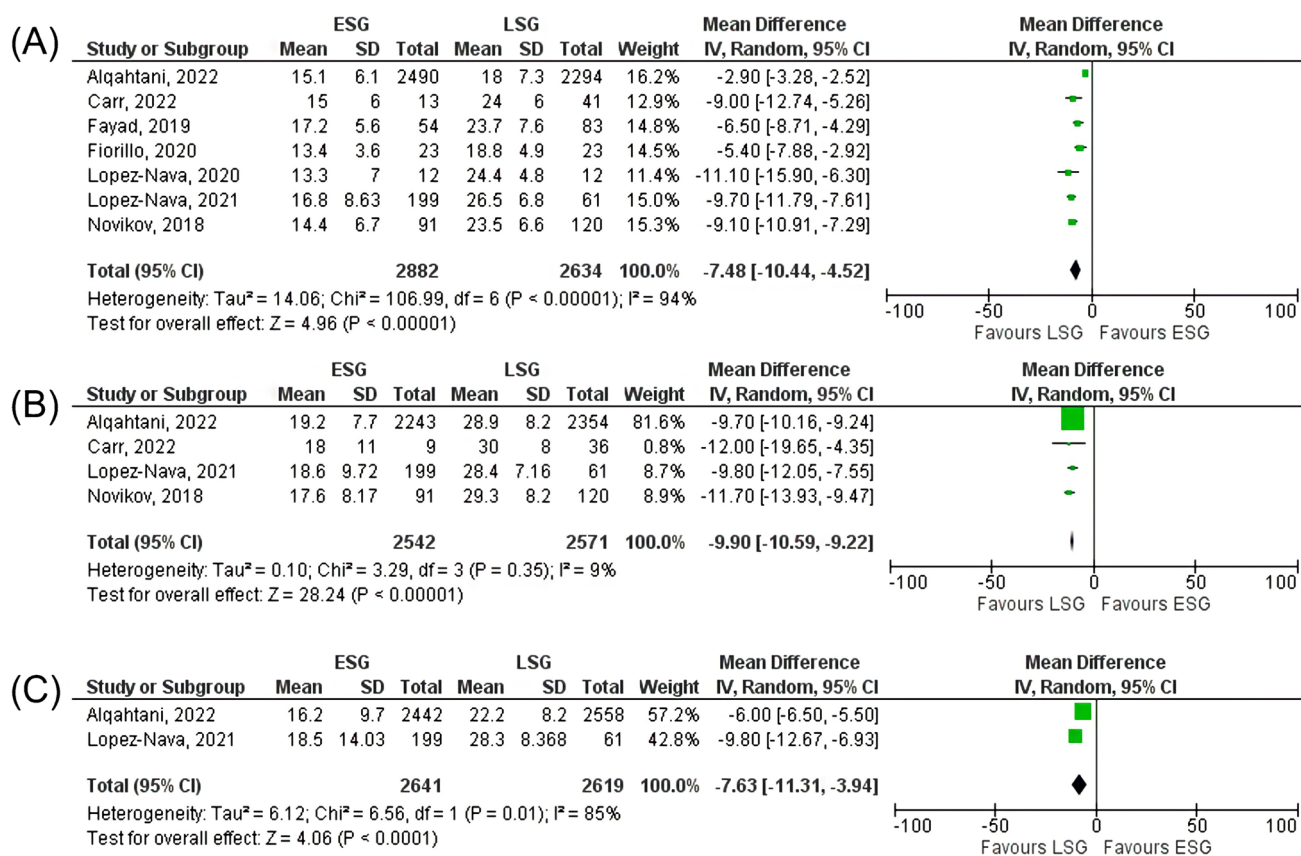 (A)
ESG LSG Mean Difference Mean Difference
Study or Subgroup Mean SD Total Mean SD Total Weight IV, Random, 95% CI IV, Random, 95% CI
Alqahtani, 2022 15.1 6.1 2490 18 7.3 2294 16.2% -2.90 [-3.28, -2.52]
Carr, 2022 15 6 13 24 6 41 12.9% -9.00 [-12.74, -5.26]
Fayad, 2019 17.2 5.6 54 23.7 7.6 83 14.8% -6.50 [-8.71, -4.29]
Fiorillo, 2020 13.4 3.6 23 18.8 4.9 23 14.5% -5.40 [-7.88, -2.92]
Lopez-Nava, 2020 13.3 7 12 24.4 4.8 12 11.4% -11.10 [-15.90, -6.30]
Lopez-Nava, 2021 16.8 8.63 199 26.5 6.8 61 15.0% -9.70 [-11.79, -7.61]
Novikov, 2018 14.4 6.7 91 23.5 6.6 120 15.3% -9.10 [-10.91, -7.29]
Total (95% CI) 2882 2634 100.0% -7.48 [-10.44, -4.52]
Heterogeneity: Tau² = 14.06; Chi² = 106.99, df = 6 (P < 0.00001); I² = 94%
Test for overall effect: Z = 4.96 (P < 0.00001)
-100 -50 0 50 100
Favours LSG Favours ESG
(B)
ESG LSG Mean Difference Mean Difference
Study or Subgroup Mean SD Total Mean SD Total Weight IV, Random, 95% CI IV, Random, 95% CI
Alqahtani, 2022 19.2 7.7 2243 28.9 8.2 2354 81.6% -9.70 [-10.16, -9.24]
Carr, 2022 18 11 9 30 8 36 0.8% -12.00 [-19.65, -4.35]
Lopez-Nava, 2021 18.6 9.72 199 28.4 7.16 61 8.7% -9.80 [-12.05, -7.55]
Novikov, 2018 17.6 8.17 91 29.3 8.2 120 8.9% -11.70 [-13.93, -9.47]
Total (95% CI) 2542 2571 100.0% -9.90 [-10.59, -9.22]
Heterogeneity: Tau² = 0.10; Chi² = 3.29, df = 3 (P = 0.35); I² = 9%
Test for overall effect: Z = 28.24 (P < 0.00001)
-100 -50 0 50 100
Favours LSG Favours ESG
(C)
ESG LSG Mean Difference Mean Difference
Study or Subgroup Mean SD Total Mean SD Total Weight IV, Random, 95% CI IV, Random, 95% CI
Alqahtani, 2022 16.2 9.7 2442 22.2 8.2 2558 57.2% -6.00 [-6.50, -5.50]
Lopez-Nava, 2021 18.5 14.03 199 28.3 8.368 61 42.8% -9.80 [-12.67, -6.93]
Total (95% CI) 2641 2619 100.0% -7.63 [-11.31, -3.94]
Heterogeneity: Tau² = 6.12; Chi² = 6.56, df = 1 (P = 0.01); I² = 85%
Test for overall effect: Z = 4.06 (P < 0.0001)
-100 -50 0 50 100
Favours LSG Favours ESG